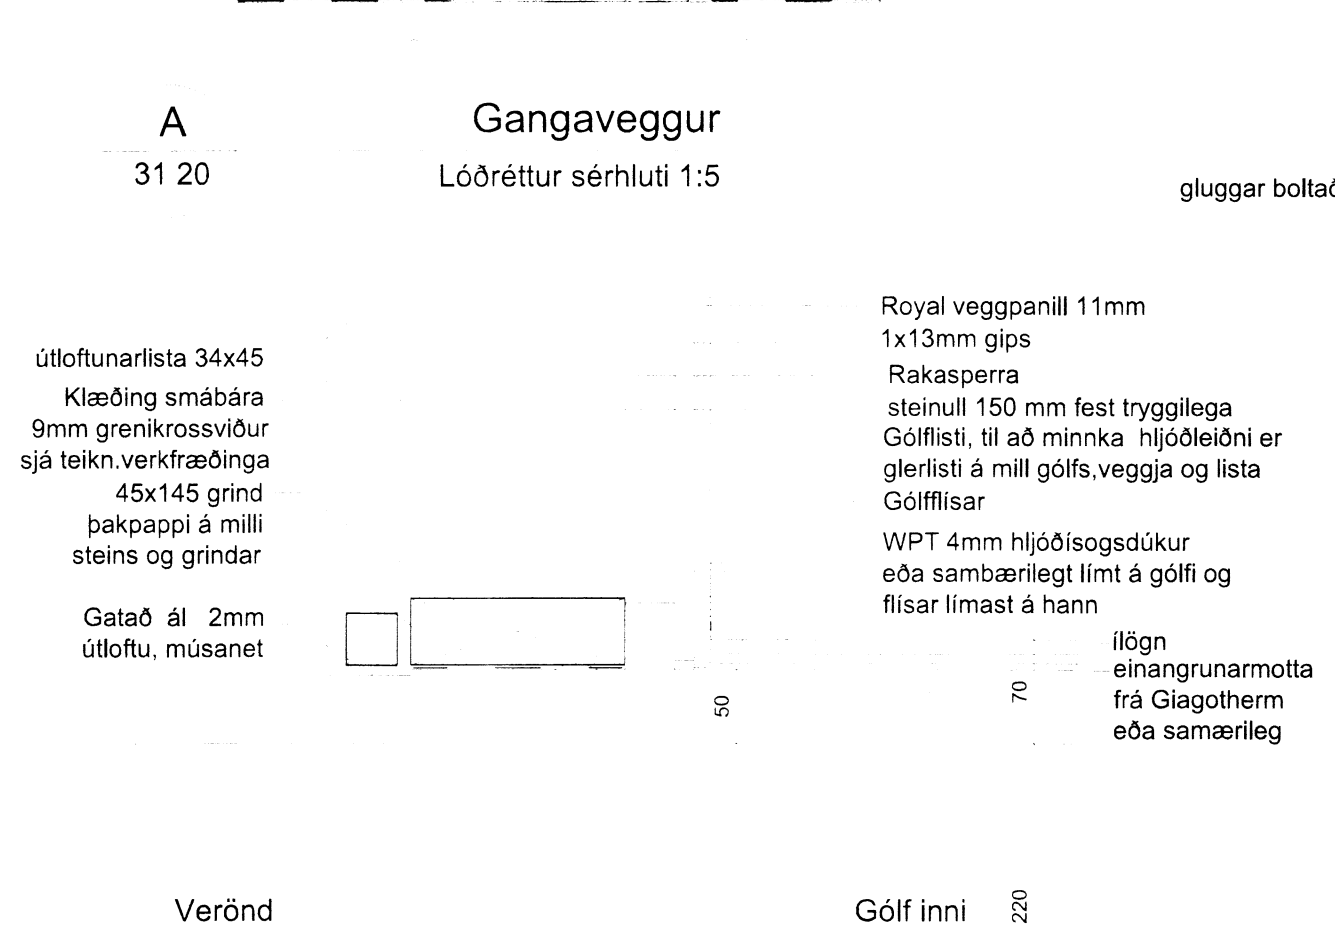 A
31 20
Gangaveggur
Lóðréttur sérhluti 1:5
gluggar boltað
útloftunarlista 34x45
Klæðing smábára
9mm grenikrossviður
sjá teikn.verkfræðinga
45x145 grind
þakpappi á milli
steins og grindar
Gatað ál 2mm
útloftu, músanet
Royal veggpanill 11mm
1x13mm gips
Rakasperra
steinull 150 mm fest tryggilega
Gólflisti, til að minnka hljóðleiðni er
glerlisti á mill gólfs,veggja og lista
Gólfflísar
WPT 4mm hljóðísogsdúkur
eða sambærilegt límt á gólfi og
flísar límast á hann
ílögn
einangrunarmotta
frá Giagotherm
eða samærileg
50
70
Verönd
Gólf inni
220